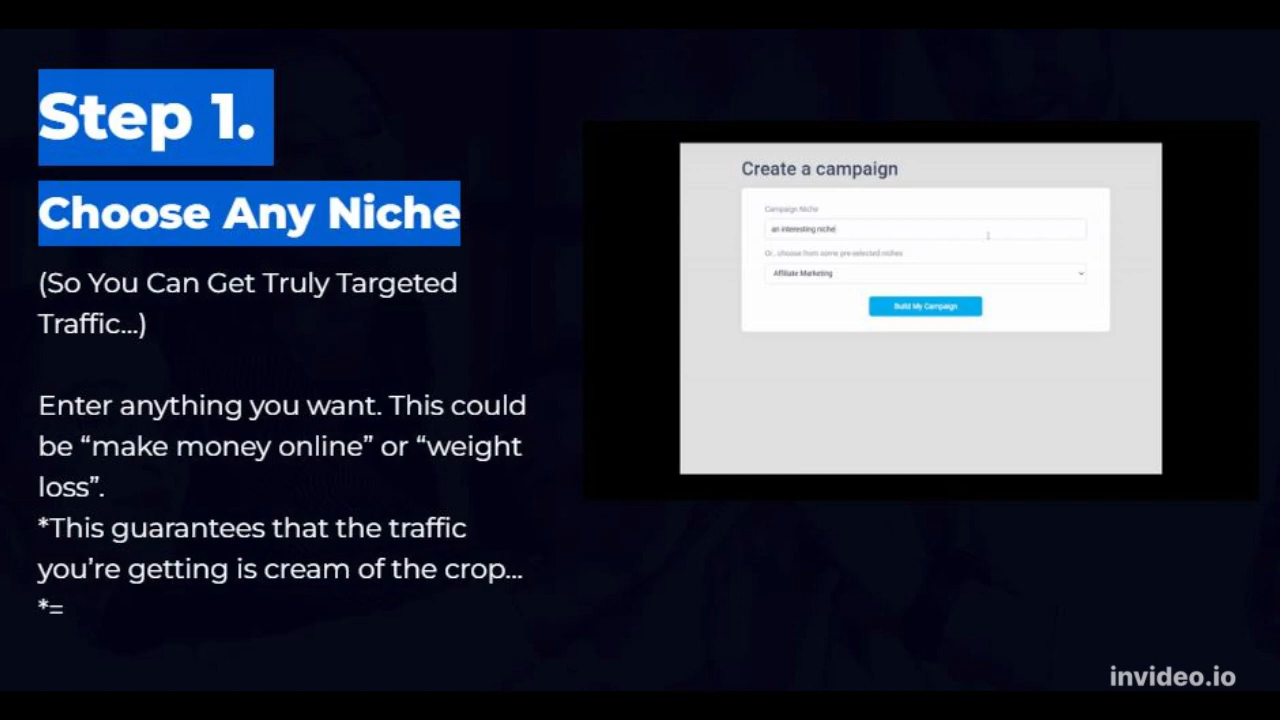 Step 1.
Choose Any Niche
(So You Can Get Truly Targeted
Traffic...)
Enter anything you want. This could
be “make money online” or “weight
loss”.
*This guarantees that the traffic
you’re getting is cream of the crop...
*=
Create a campaign
Campaign Niche
an interesting niche
Or.. choose from some pre-selected niches
Affiliate Marketing
Build My Campaign
invideo.io